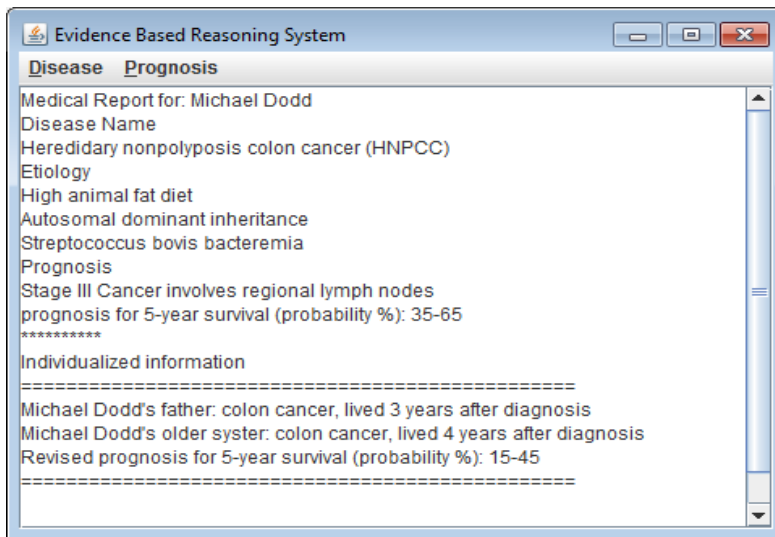 Evidence Based Reasoning System
Disease Prognosis
Medical Report for: Michael Dodd
Disease Name
Heredidary nonpolyposis colon cancer (HNPCC)
Etiology
High animal fat diet
Autosomal dominant inheritance
Streptococcus bovis bacteremia
Prognosis
Stage III Cancer involves regional lymph nodes
prognosis for 5-year survival (probability %): 35-65
**********
Individualized information
=================================================
Michael Dodd's father: colon cancer, lived 3 years after diagnosis
Michael Dodd's older syster: colon cancer, lived 4 years after diagnosis
Revised prognosis for 5-year survival (probability %): 15-45
=================================================